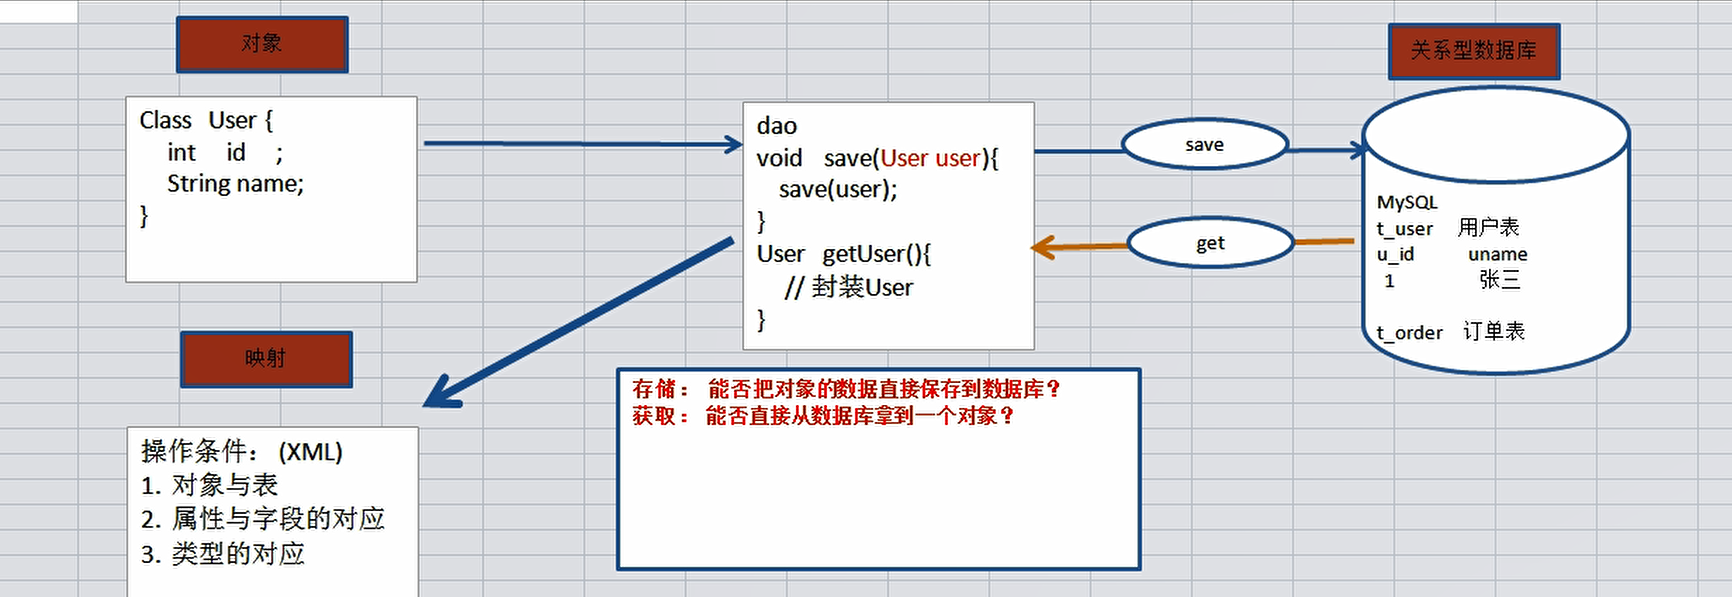 对象
Class User {
int id ;
String name;
}
映射
操作条件： (XML)
1. 对象与表
2. 属性与字段的对应
3. 类型的对应
dao
void save(User user){
save(user);
}
User getUser(){
// 封装User
}
存储： 能否把对象的数据直接保存到数据库？
获取： 能否直接从数据库拿到一个对象？
save
get
关系型数据库
MySQL
t_user 用户表
u_id uname
1 张三
t_order 订单表